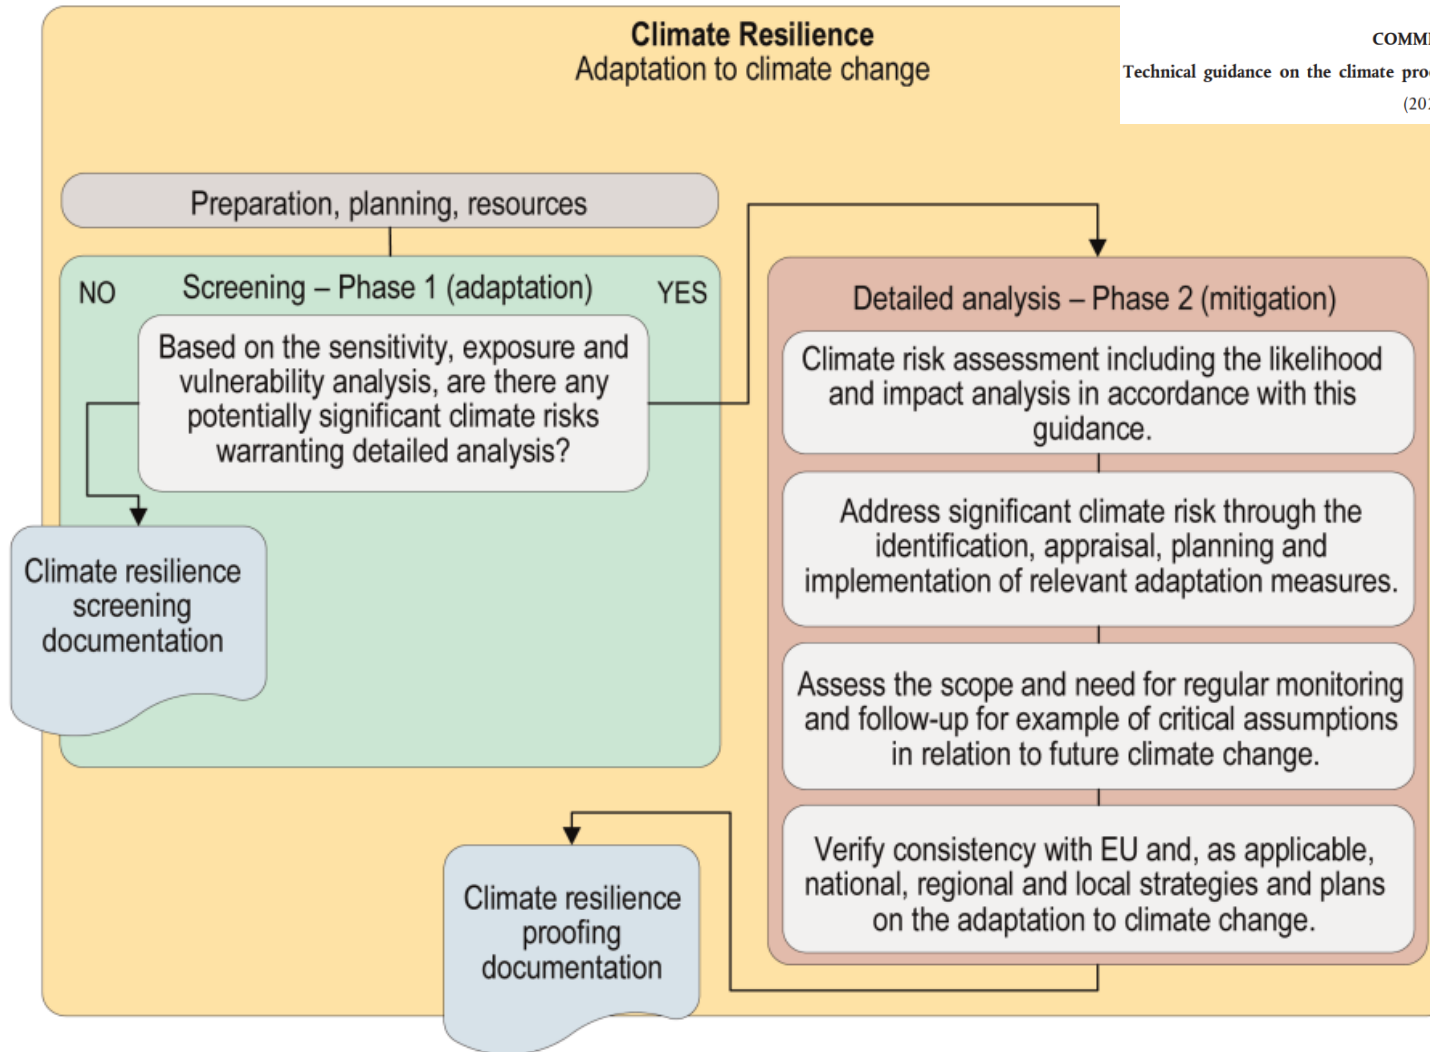 Climate Resilience
Adaptation to climate change
Technical guidance on the climate
(20
Preparation, planning, resources
NO
Screening – Phase 1 (adaptation)
YES
Based on the sensitivity, exposure and
vulnerability analysis, are there any
potentially significant climate risks
warranting detailed analysis?
Climate resilience
screening
documentation
Detailed analysis – Phase 2 (mitigation)
Climate risk assessment including the likelihood
and impact analysis in accordance with this
guidance.
Address significant climate risk through the
identification, appraisal, planning and
implementation of relevant adaptation measures.
Assess the scope and need for regular monitoring
and follow-up for example of critical assumptions
in relation to future climate change.
Verify consistency with EU and, as applicable,
national, regional and local strategies and plans
on the adaptation to climate change.
Climate resilience
proofing
documentation